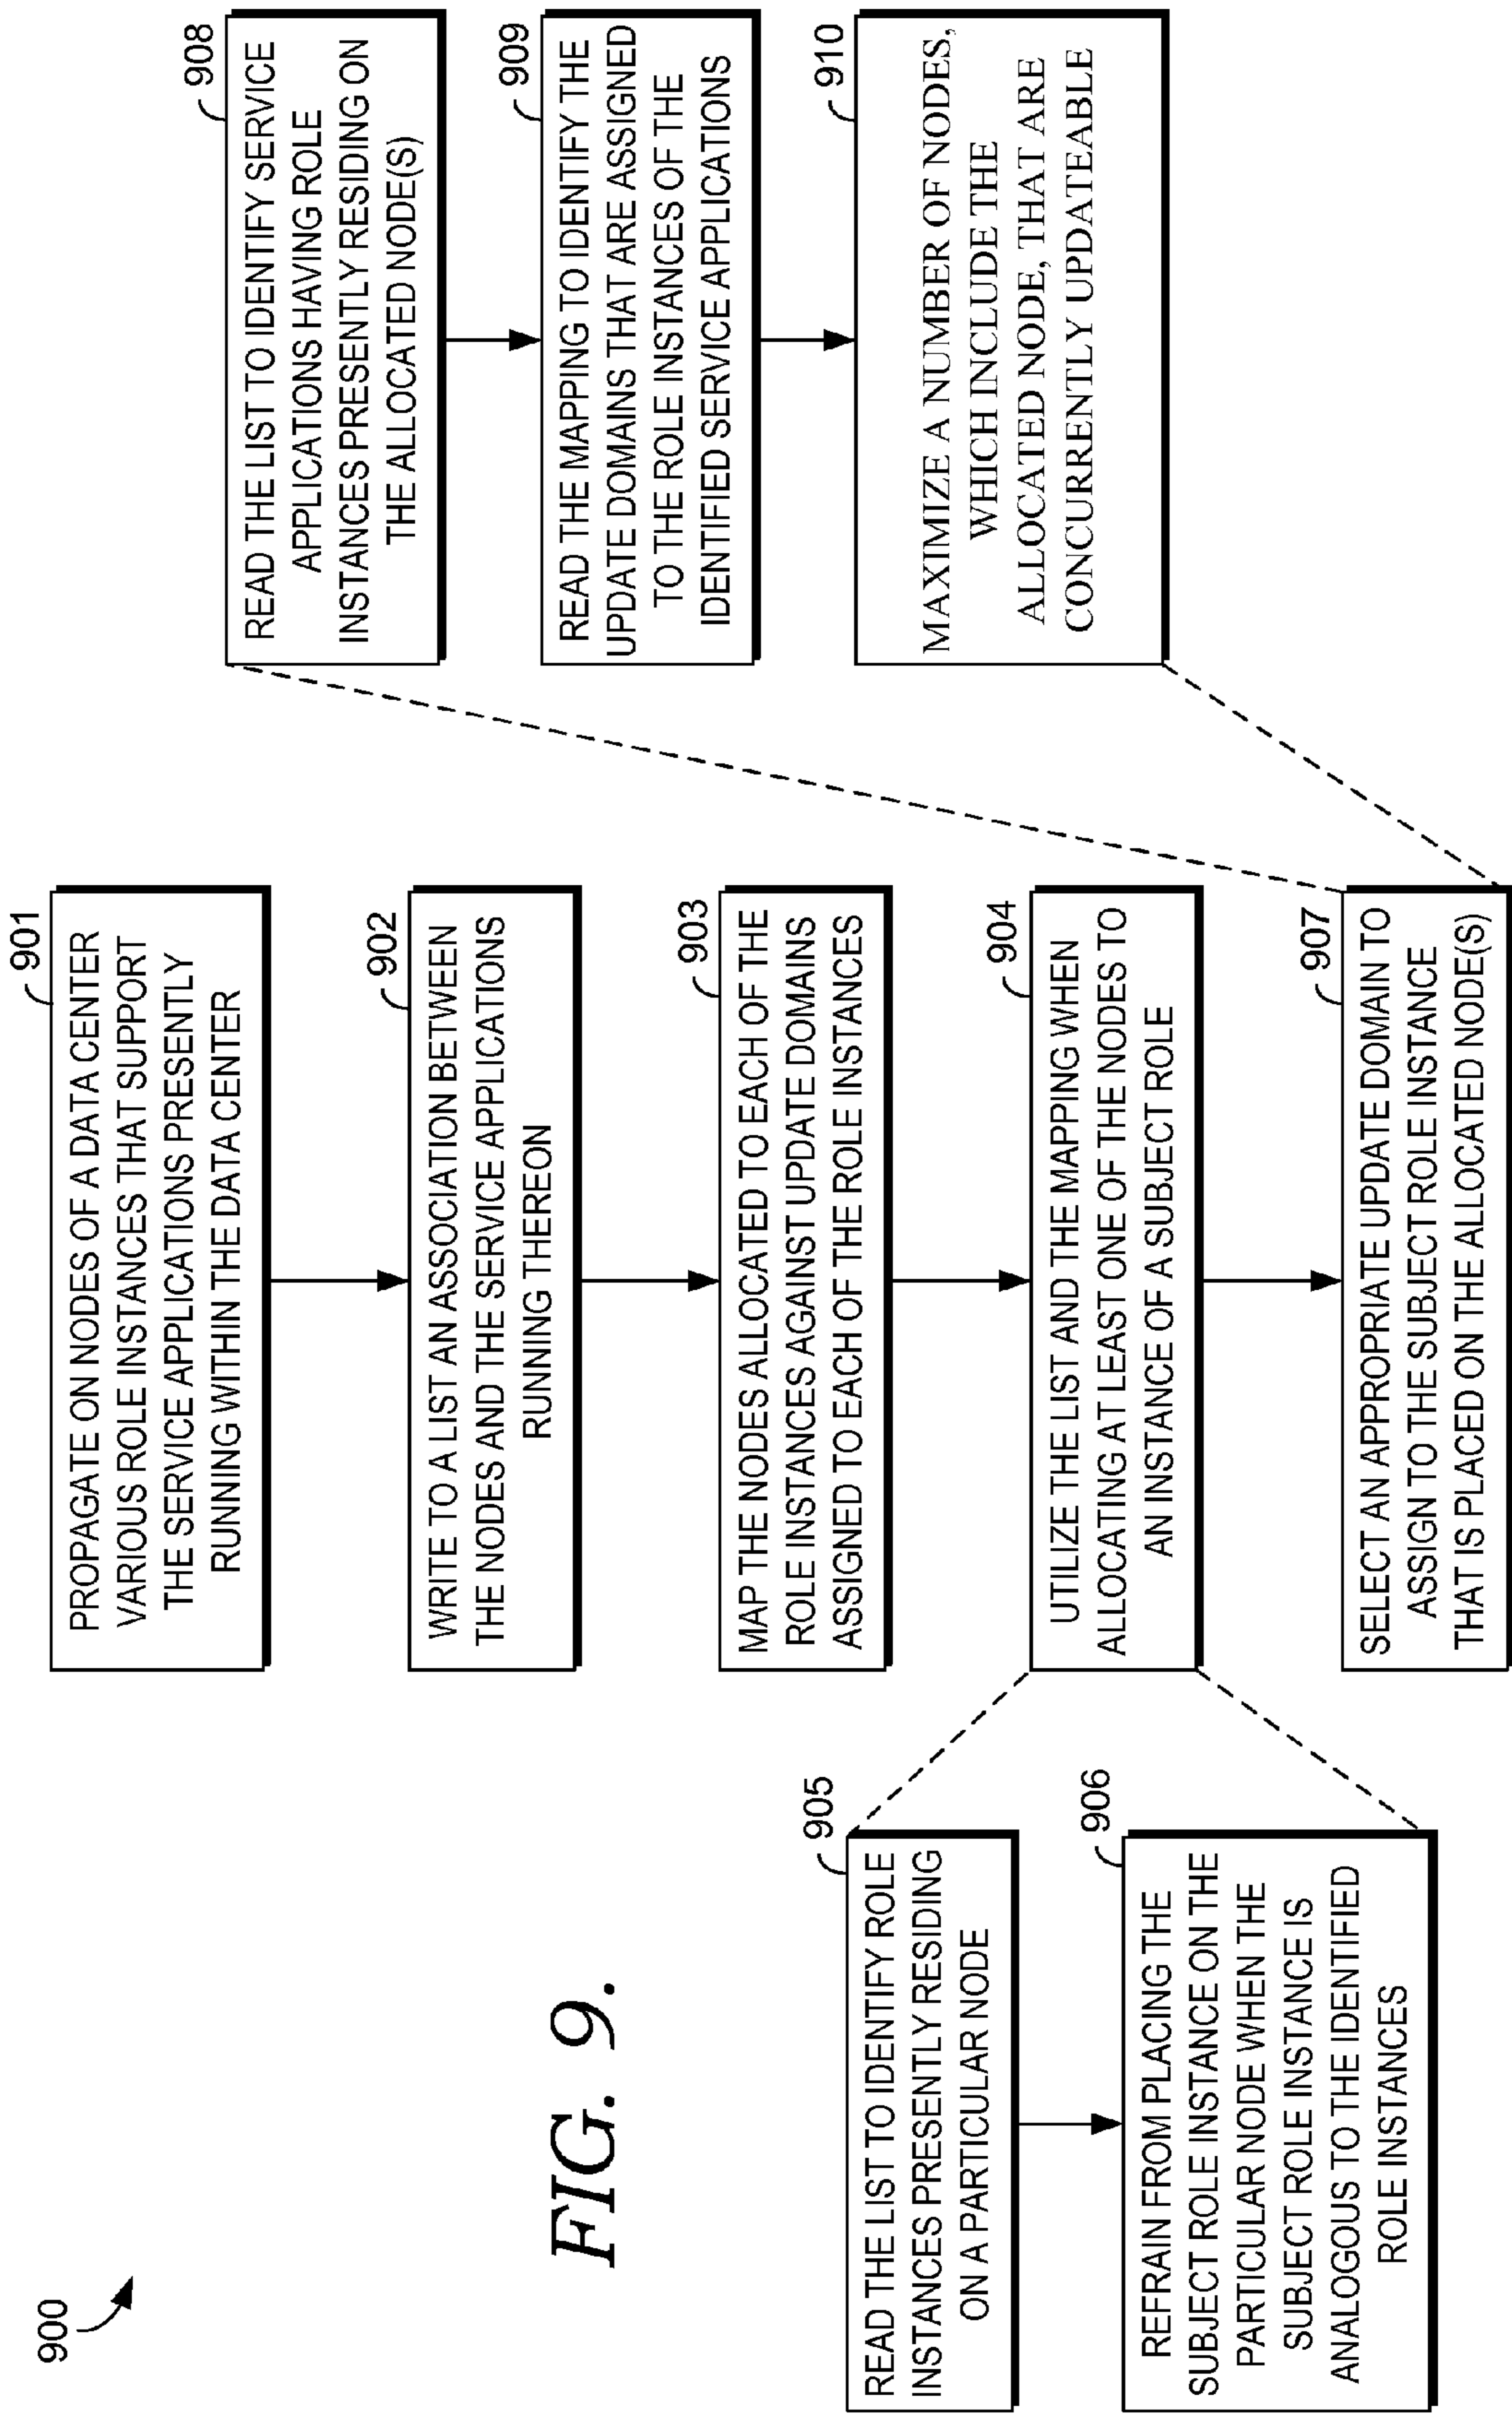 900
901
PROPAGATE ON NODES OF A DATA CENTER
VARIOUS ROLE INSTANCES THAT SUPPORT
THE SERVICE APPLICATIONS PRESENTLY
RUNNING WITHIN THE DATA CENTER
902
WRITE TO A LIST AN ASSOCIATION BETWEEN
THE NODES AND THE SERVICE APPLICATIONS
RUNNING THEREON
903
MAP THE NODES ALLOCATED TO EACH OF THE
ROLE INSTANCES AGAINST UPDATE DOMAINS
ASSIGNED TO EACH OF THE ROLE INSTANCES
904
UTILIZE THE LIST AND THE MAPPING WHEN
ALLOCATING AT LEAST ONE OF THE NODES TO
AN INSTANCE OF A SUBJECT ROLE
905
READ THE LIST TO IDENTIFY ROLE
INSTANCES PRESENTLY RESIDING
ON A PARTICULAR NODE
906
REFRAIN FROM PLACING THE
SUBJECT ROLE INSTANCE ON THE
PARTICULAR NODE WHEN THE
SUBJECT ROLE INSTANCE IS
ANALOGOUS TO THE IDENTIFIED
ROLE INSTANCES
907
SELECT AN APPROPRIATE UPDATE DOMAIN TO
ASSIGN TO THE SUBJECT ROLE INSTANCE
THAT IS PLACED ON THE ALLOCATED NODE(S)
908
READ THE LIST TO IDENTIFY SERVICE
APPLICATIONS HAVING ROLE
INSTANCES PRESENTLY RESIDING ON
THE ALLOCATED NODE(S)
909
READ THE MAPPING TO IDENTIFY THE
UPDATE DOMAINS THAT ARE ASSIGNED
TO THE ROLE INSTANCES OF THE
IDENTIFIED SERVICE APPLICATIONS
910
MAXIMIZE A NUMBER OF NODES,
WHICH INCLUDE THE
ALLOCATED NODE, THAT ARE
CONCURRENTLY UPDATEABLE
FIG. 9.